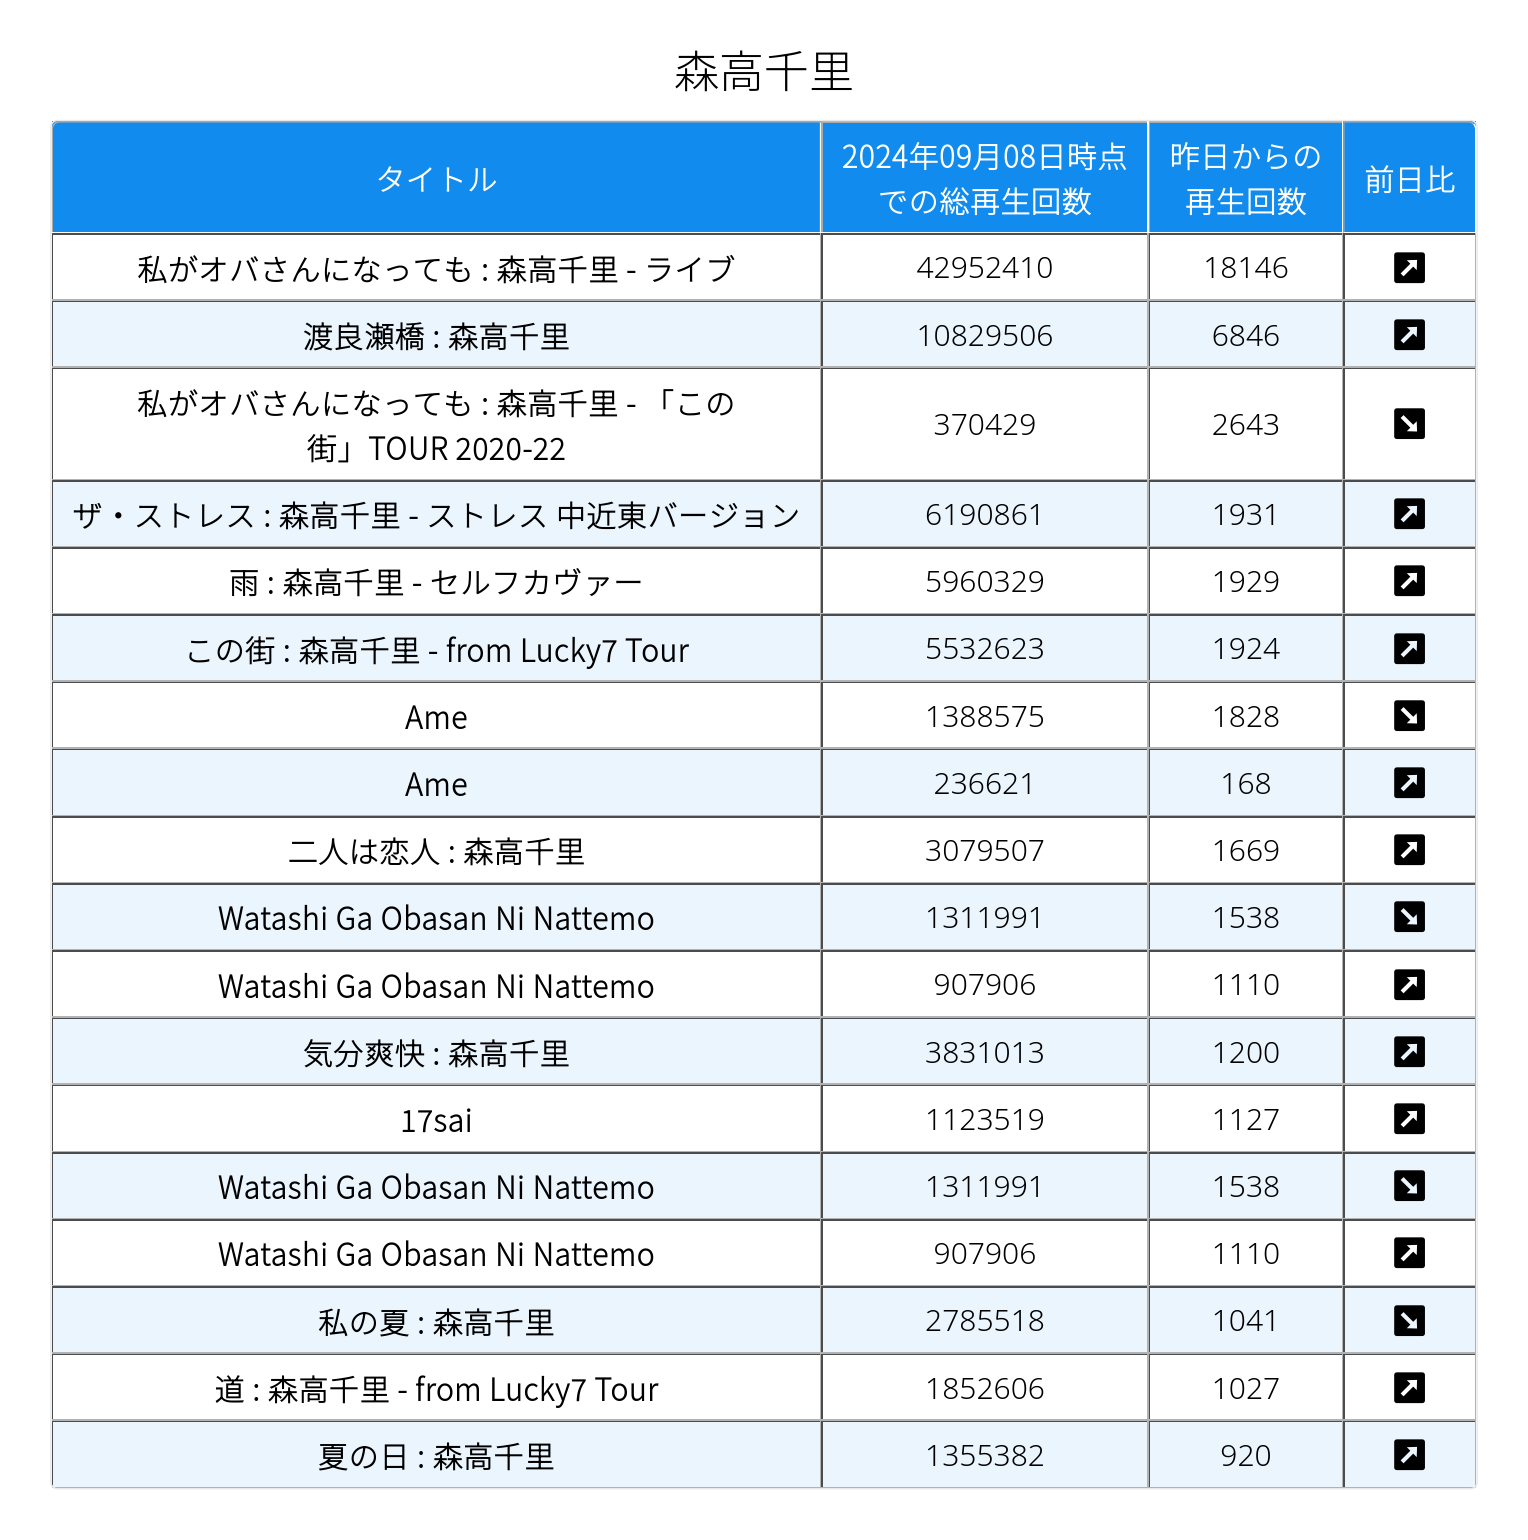 森高千里
タイトル
2024年09月08日時点
での総再生回数
昨日からの
再生回数
前日比
私がオバさんになっても : 森高千里 - ライブ 42952410 18146
渡良瀬橋 : 森高千里 10829506 6846
私がオバさんになっても : 森高千里 - 「この
街」TOUR 2020-22 370429 2643
ザ・ストレス : 森高千里 - ストレス 中近東バージョン 6190861 1931
雨 : 森高千里 - セルフカヴァー 5960329 1929
この街 : 森高千里 - from Lucky7 Tour 5532623 1924
Ame 1388575 1828
Ame 236621 168
二人は恋人 : 森高千里 3079507 1669
Watashi Ga Obasan Ni Nattemo 1311991 1538
Watashi Ga Obasan Ni Nattemo 907906 1110
気分爽快 : 森高千里 3831013 1200
17sai 1123519 1127
Watashi Ga Obasan Ni Nattemo 1311991 1538
Watashi Ga Obasan Ni Nattemo 907906 1110
私の夏 : 森高千里 2785518 1041
道 : 森高千里 - from Lucky7 Tour 1852606 1027
夏の日 : 森高千里 1355382 920